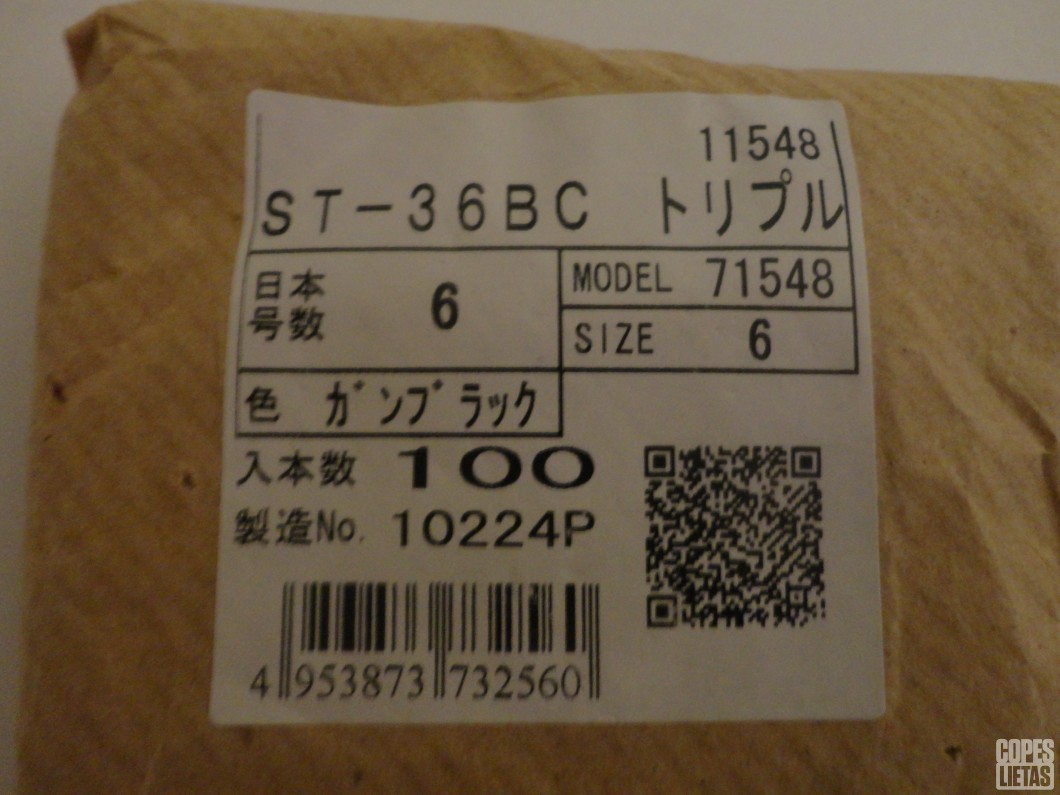 11548
ST-36BC トリプル
日本号数 6
MODEL 71548
SIZE 6
色 ガンブラック
入本数 100
製造No. 10224P
4 953873 732560
COPES
LIETAS